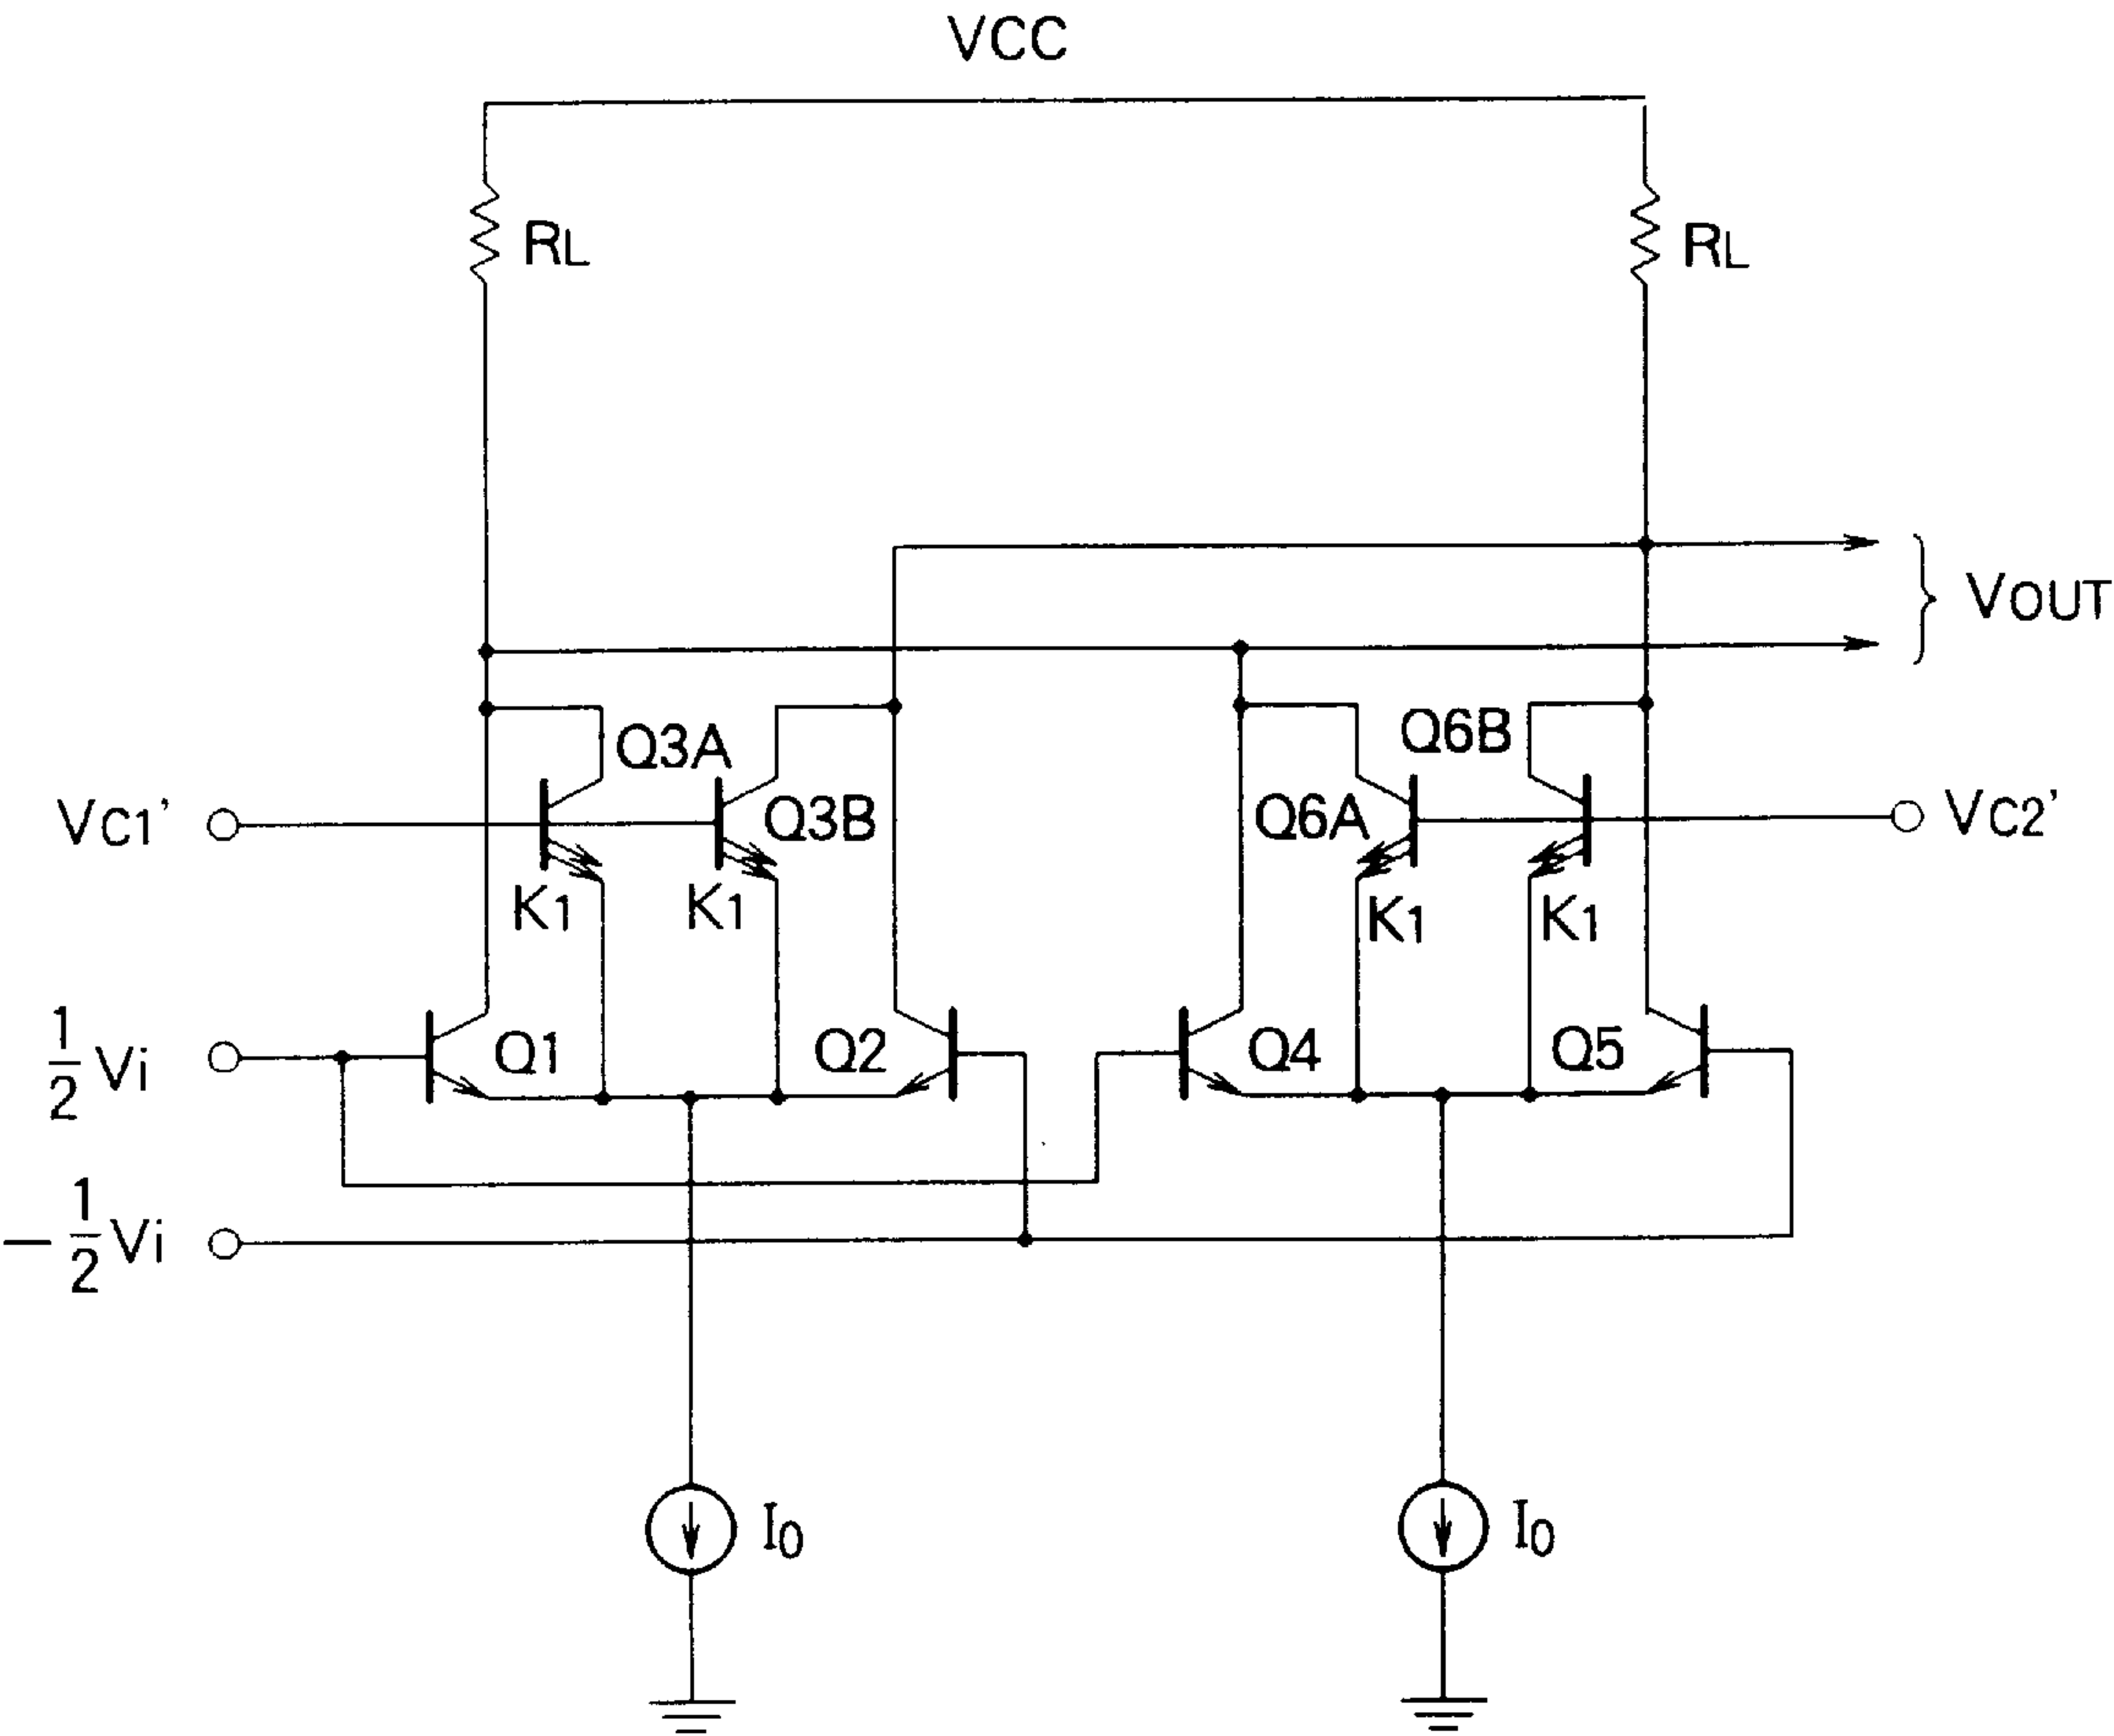 VCC
RL
RL
VOUT
Q3A
Q6B
VC1'
Q3B
Q6A
VC2'
K1
K1
K1
K1
1/2 Vi
Q1
Q2
Q4
Q5
-1/2 Vi
I0
I0